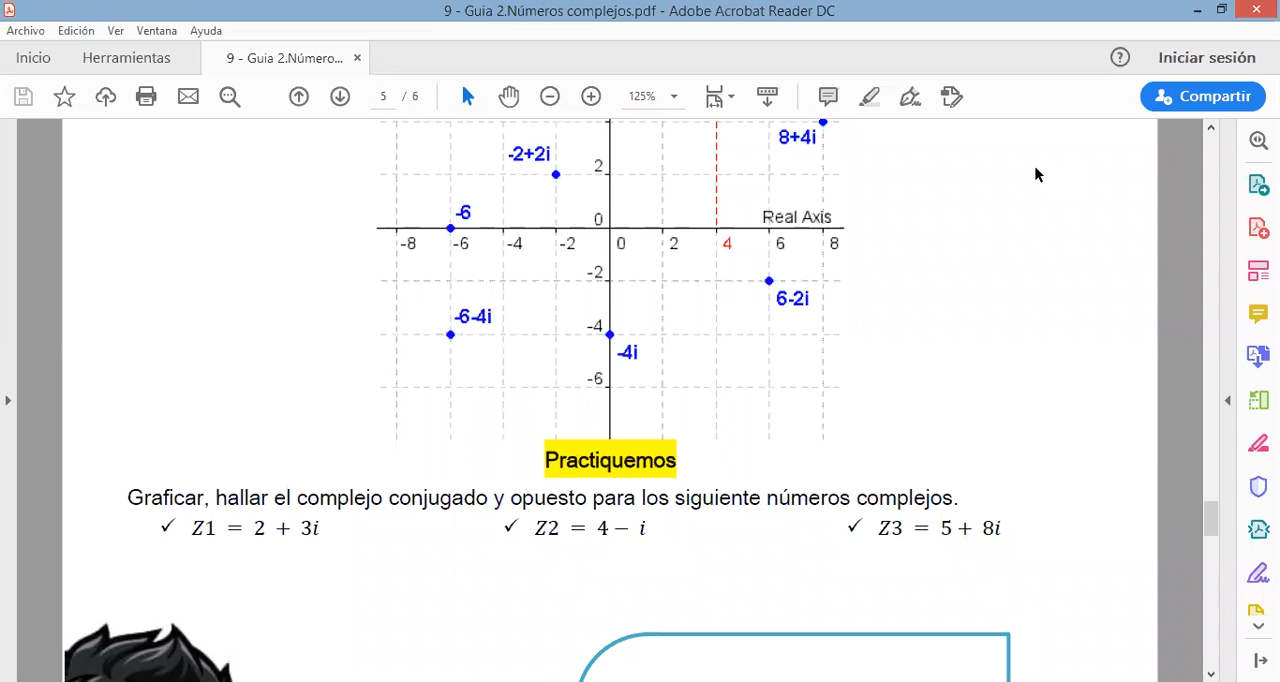 9 - Guia 2.Números complejos.pdf - Adobe Acrobat Reader DC
Archivo Edición Ver Ventana Ayuda
Inicio Herramientas 9 - Guia 2.Número... × Iniciar sesión
5 / 6 125% Compartir
8+4i
-2+2i 2
-6 0 Real Axis
-8 -6 -4 -2 0 2 4 6 8
-2
6-2i
-6-4i -4
-4i
-6
Practiquemos
Graficar, hallar el complejo conjugado y opuesto para los siguiente números complejos.
✓ Z1 = 2 + 3i ✓ Z2 = 4 − i ✓ Z3 = 5 + 8i